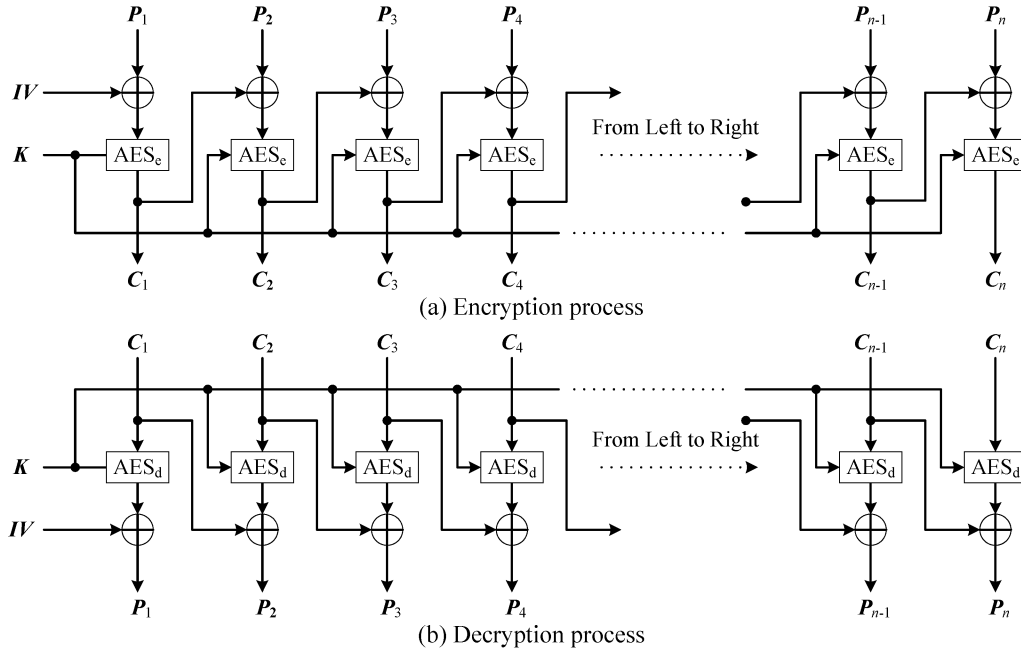 P1 P2 P3 P4 Pn-1 Pn
IV
K AESe AESe AESe AESe From Left to Right AESe AESe
C1 C2 C3 C4 Cn-1 Cn
(a) Encryption process
C1 C2 C3 C4 Cn-1 Cn
From Left to Right
K AESd AESd AESd AESd AESd AESd
IV
P1 P2 P3 P4 Pn-1 Pn
(b) Decryption process